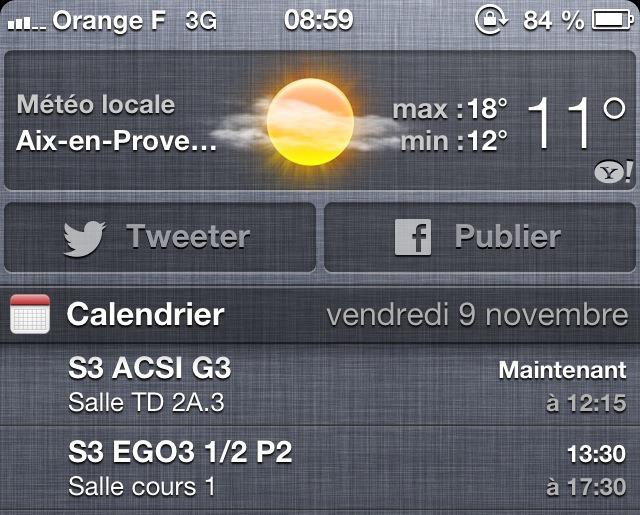 Orange F 3G 08:59 84 %
Météo locale
Aix-en-Prove...
max :18°
min :12°
11°
Y!
Tweeter
Publier
Calendrier vendredi 9 novembre
S3 ACSI G3 Maintenant
Salle TD 2A.3 à 12:15
S3 EGO3 1/2 P2 13:30
Salle cours 1 à 17:30